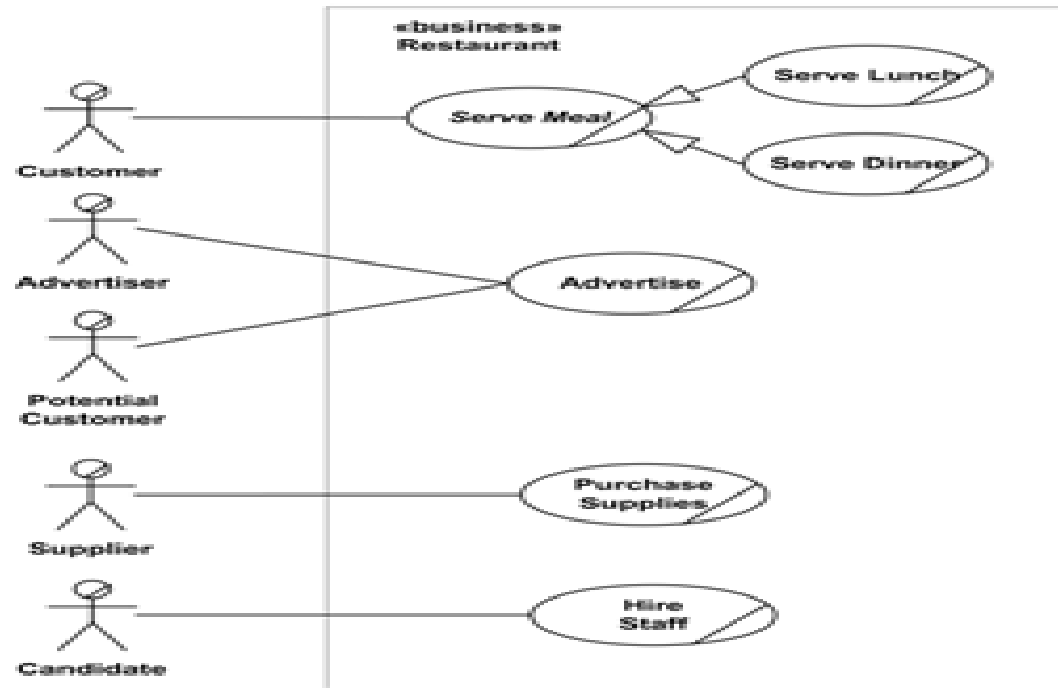 «business»
Restaurant
Serve Lunch
Serve Meal
Serve Dinner
Customer
Advertiser
Advertise
Potential
Customer
Purchase
Supplies
Supplier
Hire
Staff
Candidate